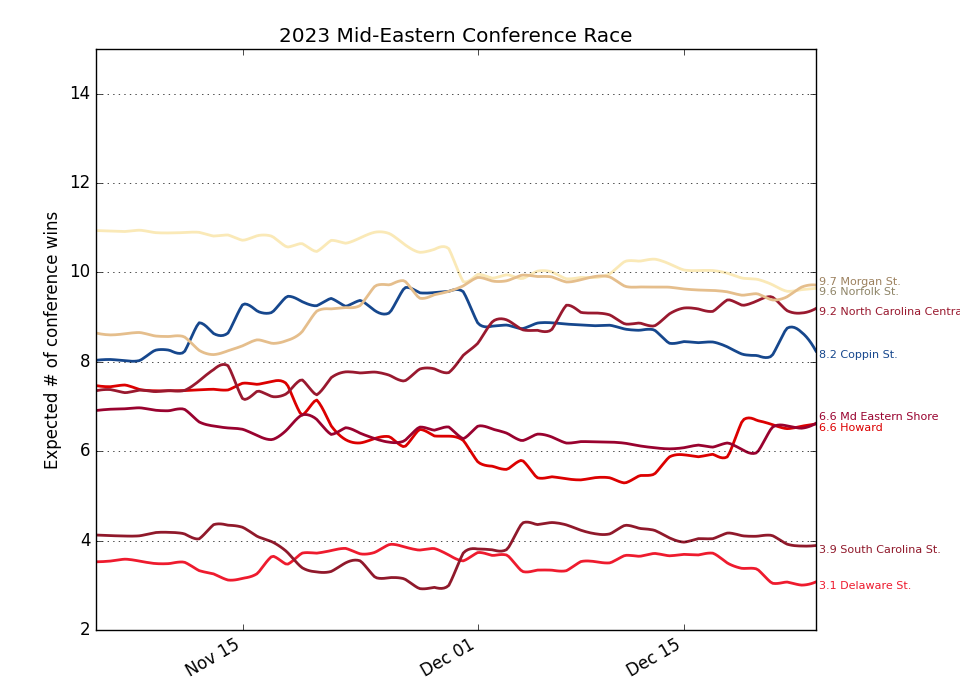 2023 Mid-Eastern Conference Race
Expected # of conference wins
14
12
10
8
6
4
2
Nov 15
Dec 01
Dec 15
9.7 Morgan St.
9.6 Norfolk St.
9.2 North Carolina Centra
8.2 Coppin St.
6.6 Md Eastern Shore
6.6 Howard
3.9 South Carolina St.
3.1 Delaware St.